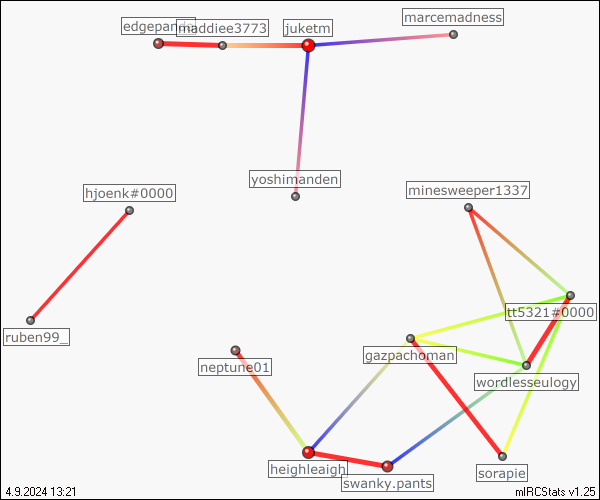 marcemadness
edgepanda
maddiee3773
juketm
yoshimanden
minesweeper1337
hjoenk#0000
tt5321#0000
ruben99_
gazpachoman
neptune01
wordlesseulogy
heighleaigh
sorapie
swanky.pants
4.9.2024 13:21
mIRCStats v1.25